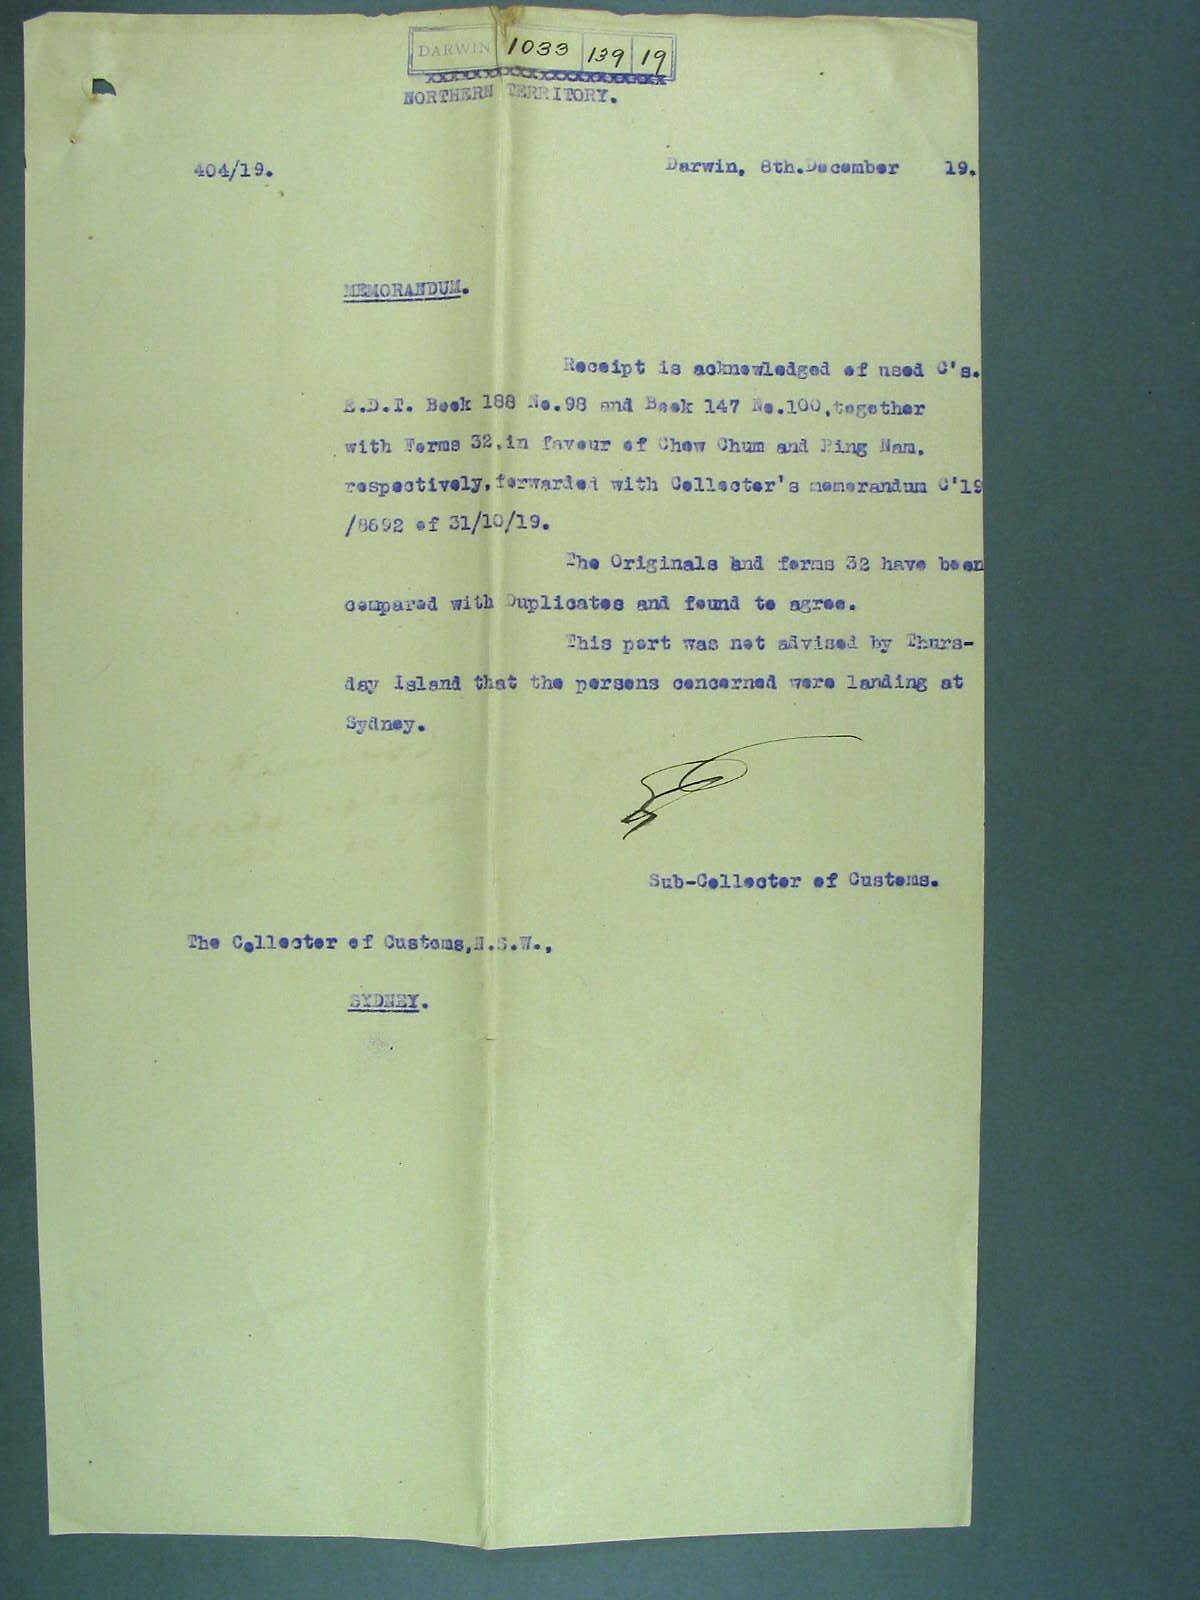 DARWIN 1033 139 19
xxxxxxxxxxxxxxxxxxxxxxx
NORTHERN TERRITORY.
404/19. Darwin, 8th.December 19.
MEMORANDUM.
Receipt is acknowledged of used C's.
E.D.T. Book 188 No.98 and Book 147 No.100,together
with Forms 32,in favour of Chow Chum and Ping Nam,
respectively,forwarded with Collector's memorandum C'19
/8692 of 31/10/19.
The Originals and forms 32 have been
compared with Duplicates and found to agree.
This port was not advised by Thurs-
day Island that the persons concerned were landing at
Sydney.
Sub-Collector of Customs.
The Collector of Customs,N.S.W.,
SYDNEY.